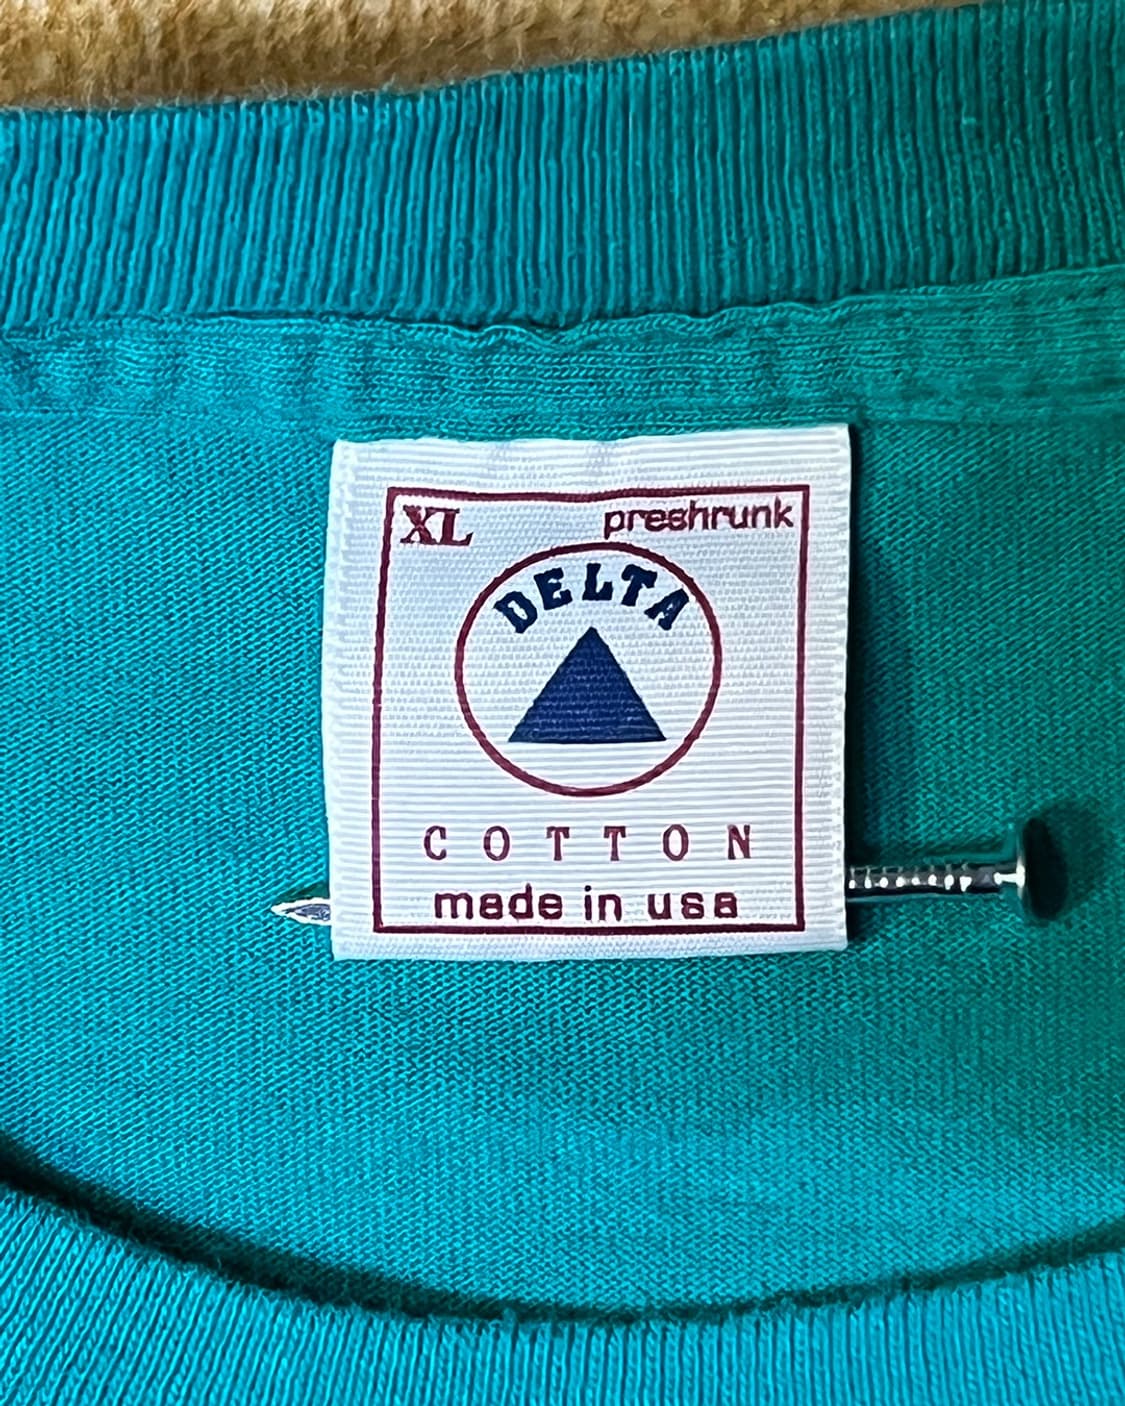 XL preshrunk
DELTA
COTTON
made in usa